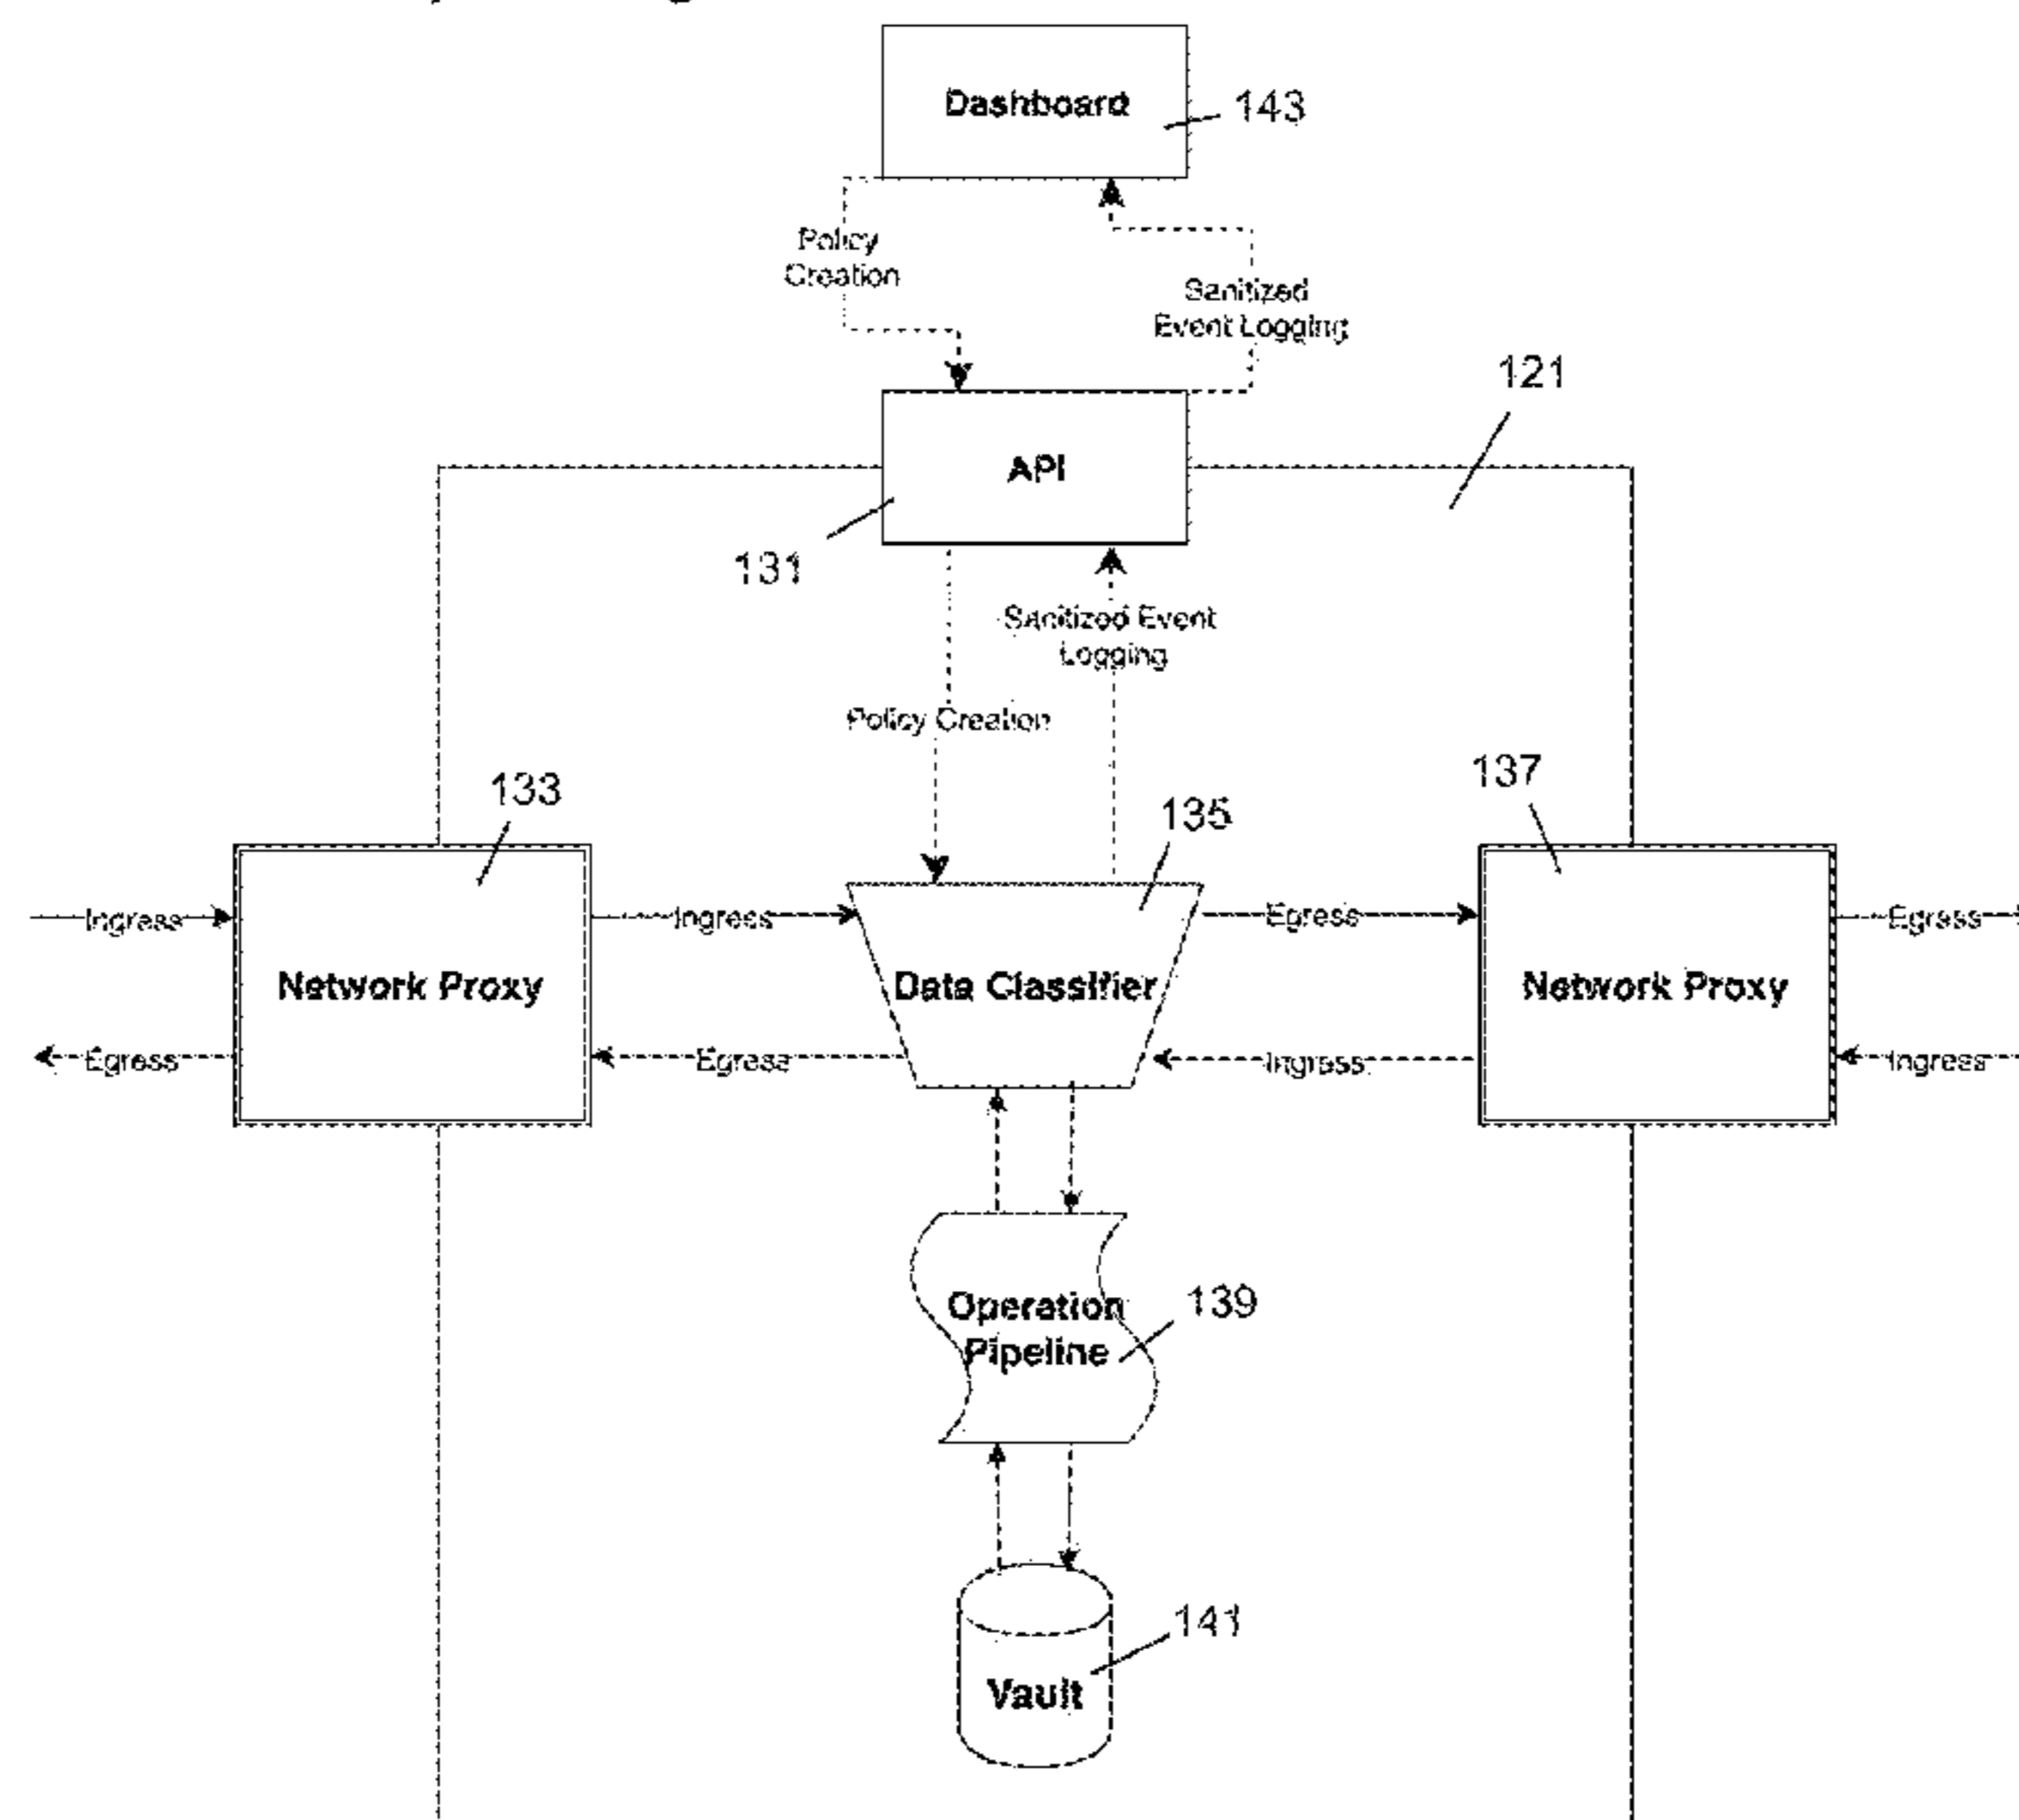 Dashboard
143
Policy
Creation
Sanitized
Event Logging
121
API
131
Sanitized Event
Logging
Policy Creation
133
135
137
Ingress
Ingress
Egress
Egress
Network Proxy
Data Classifier
Network Proxy
Egress
Egress
Ingress
Ingress
Operation
Pipeline
139
141
Vault